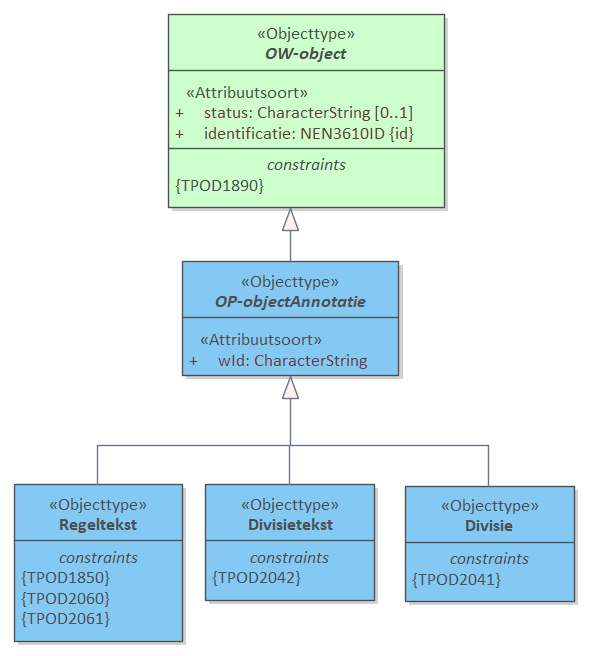 «Objecttype»
OW-object
«Attribuutsoort»
+ status: CharacterString [0..1]
+ identificatie: NEN3610ID {id}
constraints
{TPOD1890}
«Objecttype»
OP-objectAnnotatie
«Attribuutsoort»
+ wId: CharacterString
«Objecttype»
Regeltekst
constraints
{TPOD1850}
{TPOD2060}
{TPOD2061}
«Objecttype»
Divisietekst
constraints
{TPOD2042}
«Objecttype»
Divisie
constraints
{TPOD2041}